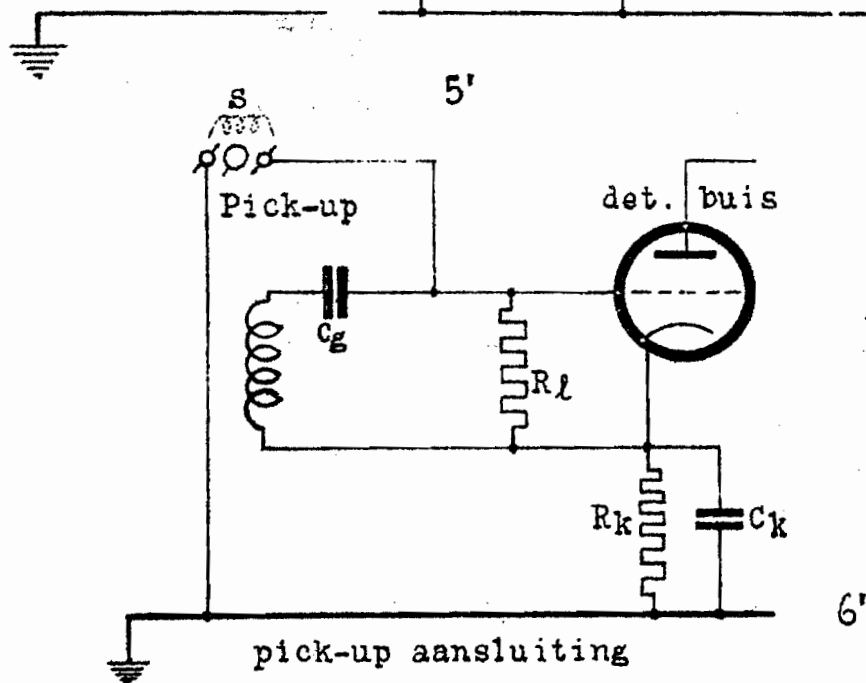 5'
S
Pick-up
det. buis
Cg
Rℓ
Rk
Ck
6'
pick-up aansluiting